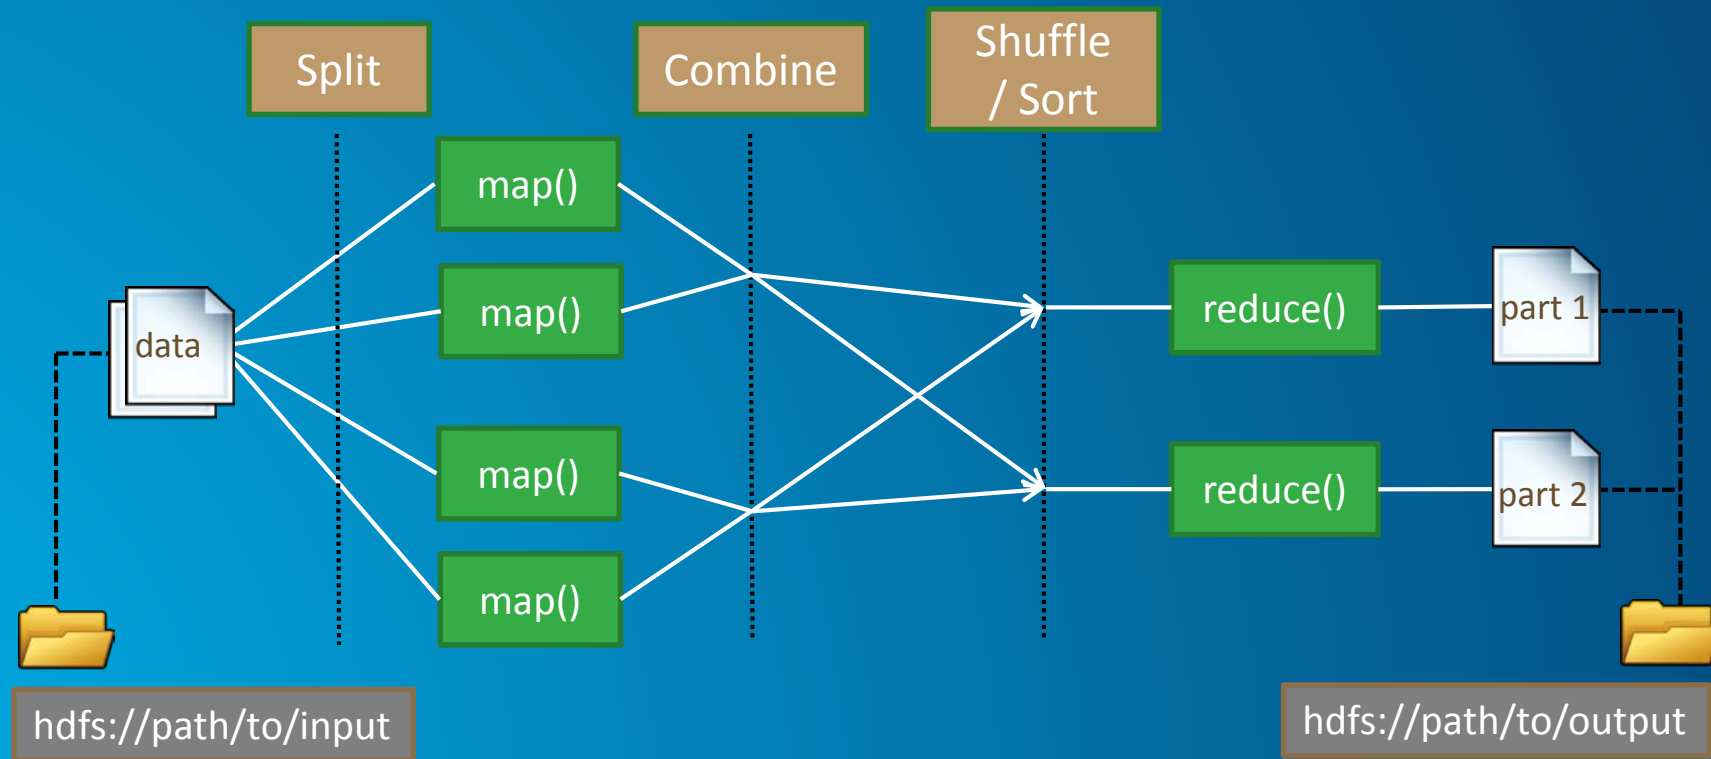 Split
Combine
Shuffle
/ Sort
map()
map()
map()
map()
data
reduce()
reduce()
part 1
part 2
hdfs://path/to/input
hdfs://path/to/output